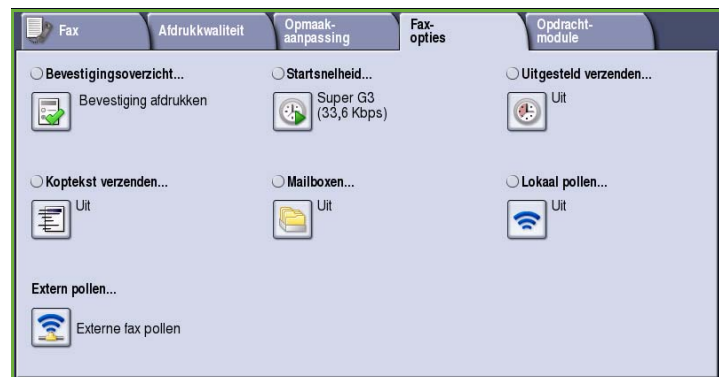 Fax
Afdrukkwaliteit
Opmaak-
aanpassing
Fax-
opties
Opdracht-
module
Bevestigingsoverzicht...
Bevestiging afdrukken
Startsnelheid...
Super G3
(33,6 Kbps)
Uitgesteld verzenden...
Uit
Koptekst verzenden...
Uit
Mailboxen...
Uit
Lokaal pollen...
Uit
Extern pollen...
Externe fax pollen